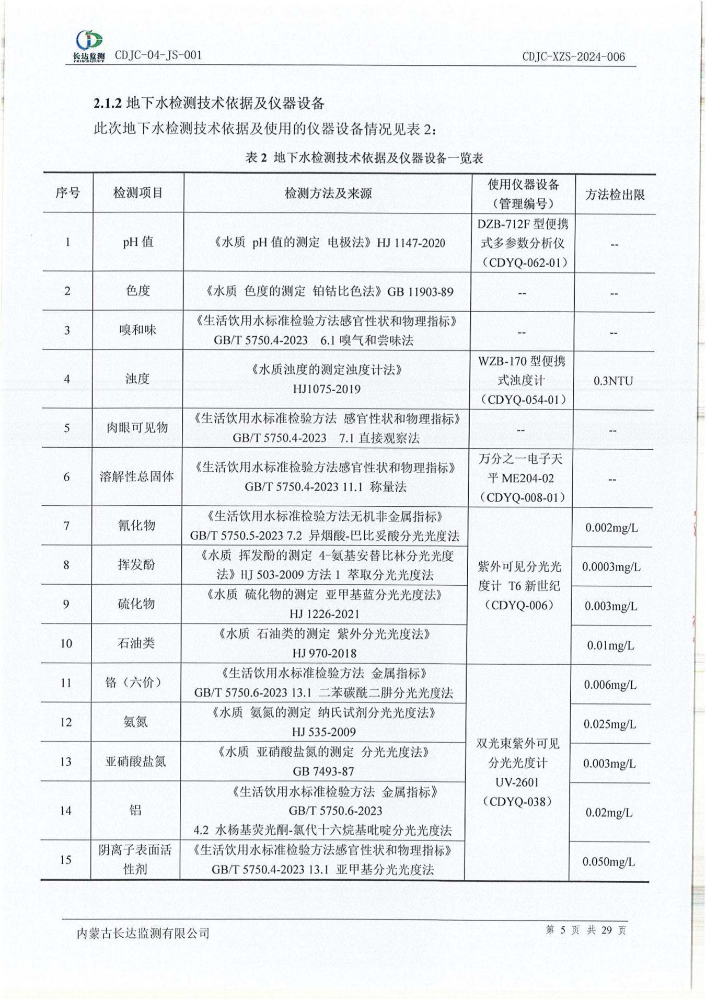 长达监测
CHANGDAJIANCE
CDJC-04-JS-001
CDJC-XZS-2024-006
2.1.2 地下水检测技术依据及仪器设备
此次地下水检测技术依据及使用的仪器设备情况见表 2：
表 2 地下水检测技术依据及仪器设备一览表
序号 检测项目 检测方法及来源 使用仪器设备
（管理编号） 方法检出限
1 pH 值 《水质 pH 值的测定 电极法》HJ 1147-2020 DZB-712F 型便携
式多参数分析仪
（CDYQ-062-01） --
2 色度 《水质 色度的测定 铂钴比色法》GB 11903-89 -- --
3 嗅和味 《生活饮用水标准检验方法感官性状和物理指标》
GB/T 5750.4-2023 6.1 嗅气和尝味法 -- --
4 浊度 《水质浊度的测定浊度计法》
HJ1075-2019 WZB-170 型便携
式浊度计
（CDYQ-054-01） 0.3NTU
5 肉眼可见物 《生活饮用水标准检验方法 感官性状和物理指标》
GB/T 5750.4-2023 7.1 直接观察法 -- --
6 溶解性总固体 《生活饮用水标准检验方法感官性状和物理指标》
GB/T 5750.4-2023 11.1 称量法 万分之一电子天
平 ME204-02
（CDYQ-008-01） --
7 氰化物 《生活饮用水标准检验方法无机非金属指标》
GB/T 5750.5-2023 7.2 异烟酸-巴比妥酸分光光度法 0.002mg/L
8 挥发酚 《水质 挥发酚的测定 4-氨基安替比林分光光度
法》HJ 503-2009 方法 1 萃取分光光度法 紫外可见分光光
度计 T6 新世纪
（CDYQ-006） 0.0003mg/L
9 硫化物 《水质 硫化物的测定 亚甲基蓝分光光度法》
HJ 1226-2021 0.003mg/L
10 石油类 《水质 石油类的测定 紫外分光光度法》
HJ 970-2018 0.01mg/L
11 铬（六价） 《生活饮用水标准检验方法 金属指标》
GB/T 5750.6-2023 13.1 二苯碳酰二肼分光光度法 0.006mg/L
12 氨氮 《水质 氨氮的测定 纳氏试剂分光光度法》
HJ 535-2009 0.025mg/L
13 亚硝酸盐氮 《水质 亚硝酸盐氮的测定 分光光度法》
GB 7493-87 双光束紫外可见
分光光度计
UV-2601
（CDYQ-038） 0.003mg/L
14 铝 《生活饮用水标准检验方法 金属指标》
GB/T 5750.6-2023
4.2 水杨基荧光酮-氯代十六烷基吡啶分光光度法 0.02mg/L
15 阴离子表面活
性剂 《生活饮用水标准检验方法感官性状和物理指标》
GB/T 5750.4-2023 13.1 亚甲基分光光度法 0.050mg/L
内蒙古长达监测有限公司
第 5 页 共 29 页